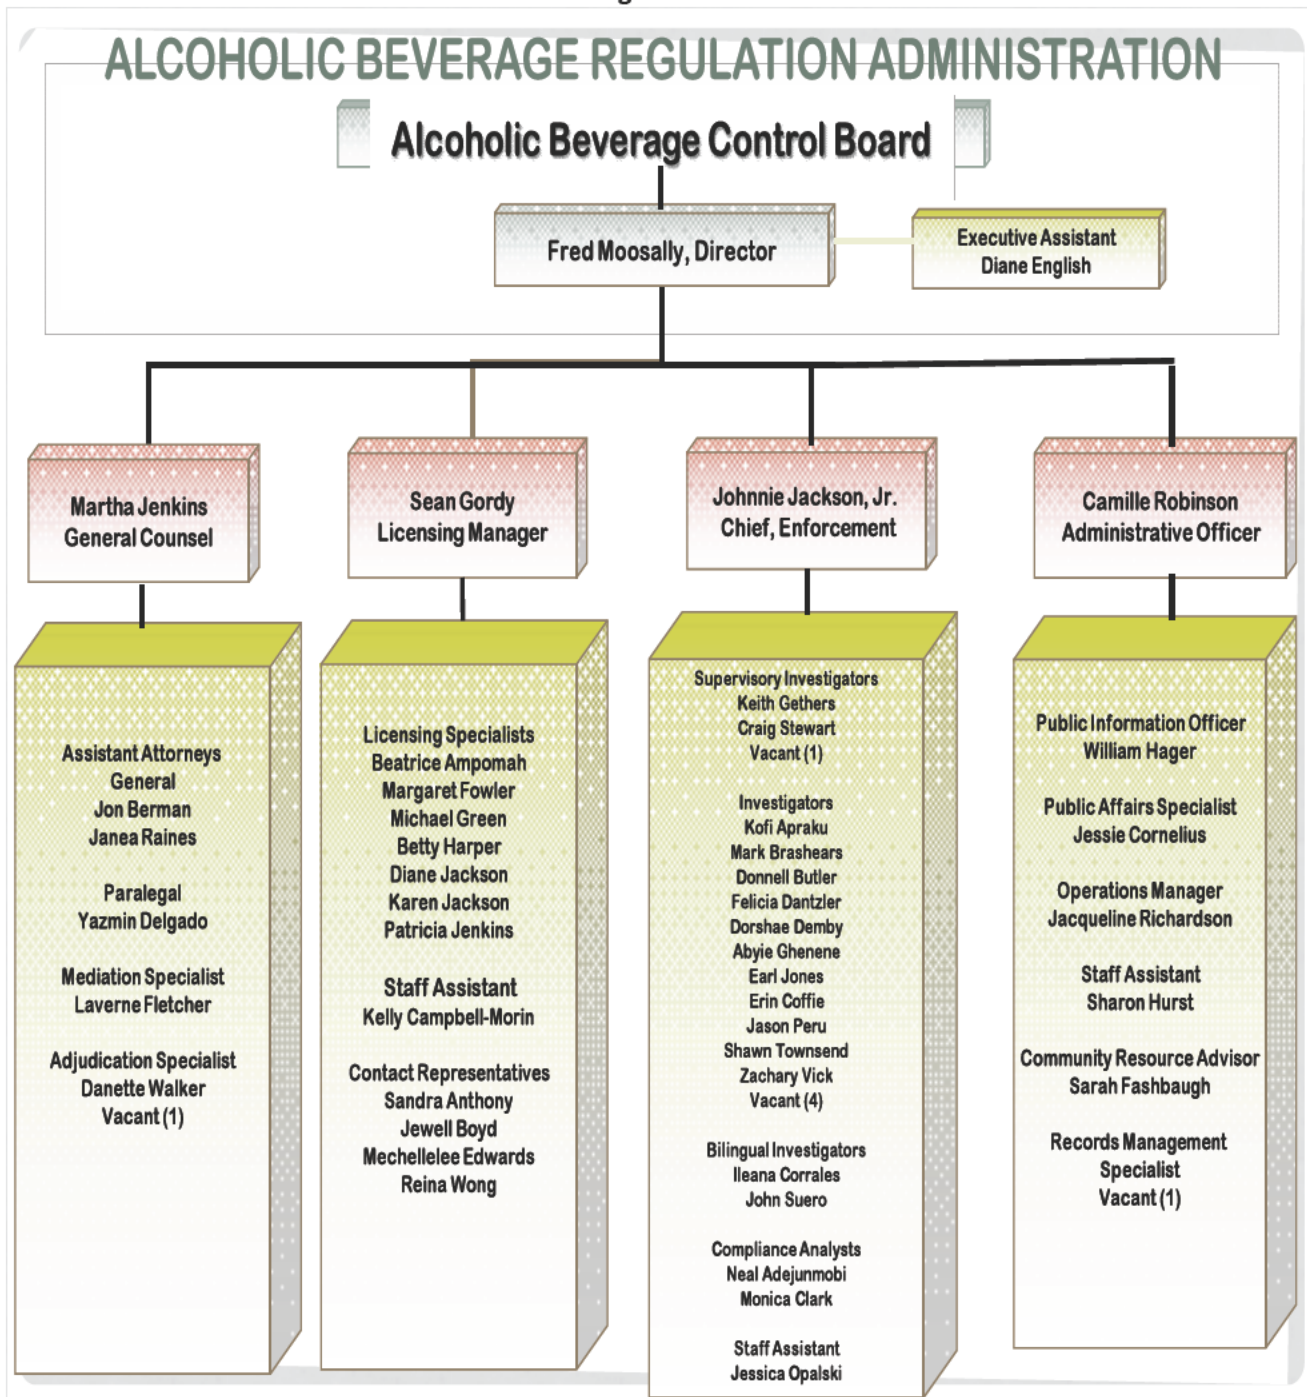 ALCOHOLIC BEVERAGE REGULATION ADMINISTRATION
Alcoholic Beverage Control Board
Fred Moosally, Director
Executive Assistant
Diane English
Martha Jenkins
General Counsel
Sean Gordy
Licensing Manager
Johnnie Jackson, Jr.
Chief, Enforcement
Camille Robinson
Administrative Officer
Assistant Attorneys
General
Jon Berman
Janea Raines
Paralegal
Yazmin Delgado
Mediation Specialist
Laverne Fletcher
Adjudication Specialist
Danette Walker
Vacant (1)
Licensing Specialists
Beatrice Ampomah
Margaret Fowler
Michael Green
Betty Harper
Diane Jackson
Karen Jackson
Patricia Jenkins
Staff Assistant
Kelly Campbell-Morin
Contact Representatives
Sandra Anthony
Jewell Boyd
Mechellelee Edwards
Reina Wong
Supervisory Investigators
Keith Gethers
Craig Stewart
Vacant (1)
Investigators
Kofi Apraku
Mark Brashears
Donnell Butler
Felicia Dantzler
Dorshae Demby
Abyie Ghenene
Earl Jones
Erin Coffie
Jason Peru
Shawn Townsend
Zachary Vick
Vacant (4)
Bilingual Investigators
Ileana Corrales
John Suero
Compliance Analysts
Neal Adejunmobi
Monica Clark
Staff Assistant
Jessica Opalski
Public Information Officer
William Hager
Public Affairs Specialist
Jessie Cornelius
Operations Manager
Jacqueline Richardson
Staff Assistant
Sharon Hurst
Community Resource Advisor
Sarah Fashbaugh
Records Management
Specialist
Vacant (1)